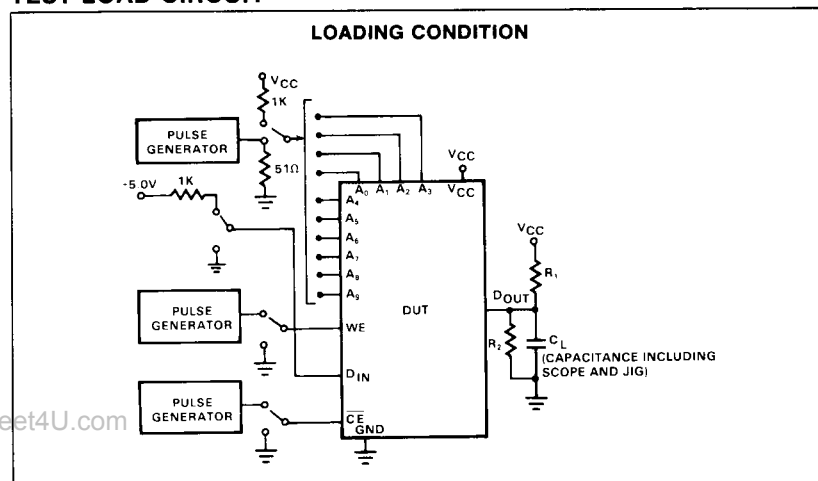 TEST LOAD CIRCUIT
LOADING CONDITION
VCC
1K
PULSE
GENERATOR
51Ω
-5.0V
1K
A0 A1 A2 A3
VCC
VCC
A4
A5
A6
A7
A8
A9
VCC
R1
DOUT
DUT
R2
CL
(CAPACITANCE INCLUDING
SCOPE AND JIG)
PULSE
GENERATOR
WE
DIN
PULSE
GENERATOR
CE
GND
eet4U.com